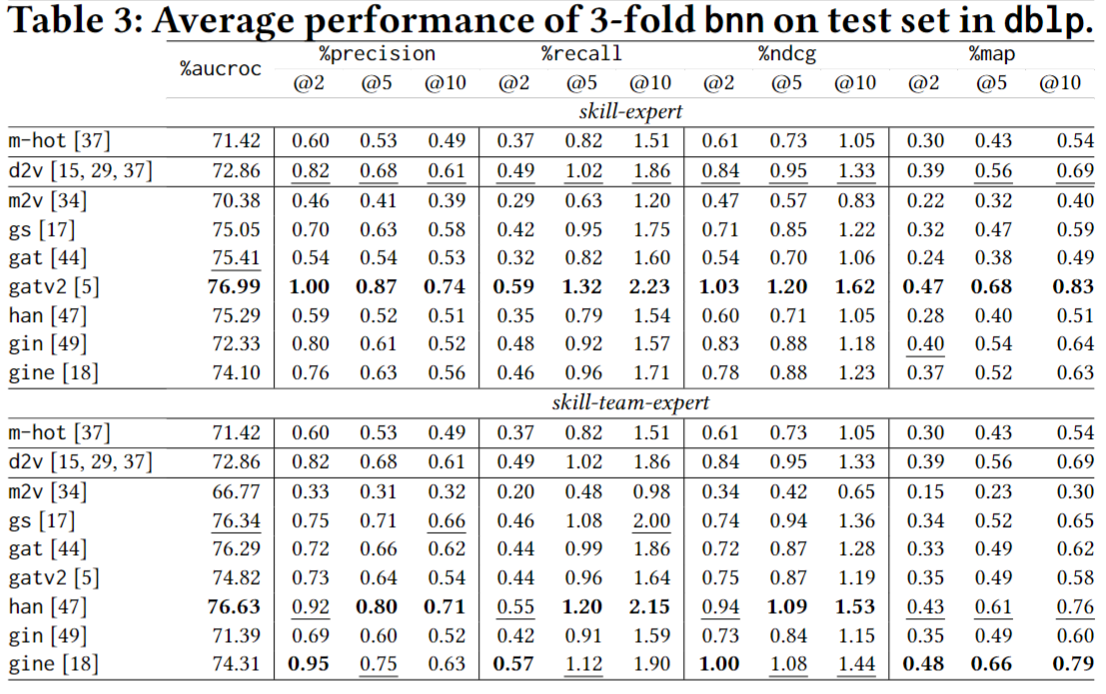 Table 3: Average performance of 3-fold bnn on test set in dblp.
%aucroc %precision %recall %ndcg %map
@2 @5 @10 @2 @5 @10 @2 @5 @10 @2 @5 @10
skill-expert
m-hot [37] 71.42 0.60 0.53 0.49 0.37 0.82 1.51 0.61 0.73 1.05 0.30 0.43 0.54
d2v [15, 29, 37] 72.86 0.82 0.68 0.61 0.49 1.02 1.86 0.84 0.95 1.33 0.39 0.56 0.69
m2v [34] 70.38 0.46 0.41 0.39 0.29 0.63 1.20 0.47 0.57 0.83 0.22 0.32 0.40
gs [17] 75.05 0.70 0.63 0.58 0.42 0.95 1.75 0.71 0.85 1.22 0.32 0.47 0.59
gat [44] 75.41 0.54 0.54 0.53 0.32 0.82 1.60 0.54 0.70 1.06 0.24 0.38 0.49
gatv2 [5] 76.99 1.00 0.87 0.74 0.59 1.32 2.23 1.03 1.20 1.62 0.47 0.68 0.83
han [47] 75.29 0.59 0.52 0.51 0.35 0.79 1.54 0.60 0.71 1.05 0.28 0.40 0.51
gin [49] 72.33 0.80 0.61 0.52 0.48 0.92 1.57 0.83 0.88 1.18 0.40 0.54 0.64
gine [18] 74.10 0.76 0.63 0.56 0.46 0.96 1.71 0.78 0.88 1.23 0.37 0.52 0.63
skill-team-expert
m-hot [37] 71.42 0.60 0.53 0.49 0.37 0.82 1.51 0.61 0.73 1.05 0.30 0.43 0.54
d2v [15, 29, 37] 72.86 0.82 0.68 0.61 0.49 1.02 1.86 0.84 0.95 1.33 0.39 0.56 0.69
m2v [34] 66.77 0.33 0.31 0.32 0.20 0.48 0.98 0.34 0.42 0.65 0.15 0.23 0.30
gs [17] 76.34 0.75 0.71 0.66 0.46 1.08 2.00 0.74 0.94 1.36 0.34 0.52 0.65
gat [44] 76.29 0.72 0.66 0.62 0.44 0.99 1.86 0.72 0.87 1.28 0.33 0.49 0.62
gatv2 [5] 74.82 0.73 0.64 0.54 0.44 0.96 1.64 0.75 0.87 1.19 0.35 0.49 0.58
han [47] 76.63 0.92 0.80 0.71 0.55 1.20 2.15 0.94 1.09 1.53 0.43 0.61 0.76
gin [49] 71.39 0.69 0.60 0.52 0.42 0.91 1.59 0.73 0.84 1.15 0.35 0.49 0.60
gine [18] 74.31 0.95 0.75 0.63 0.57 1.12 1.90 1.00 1.08 1.44 0.48 0.66 0.79